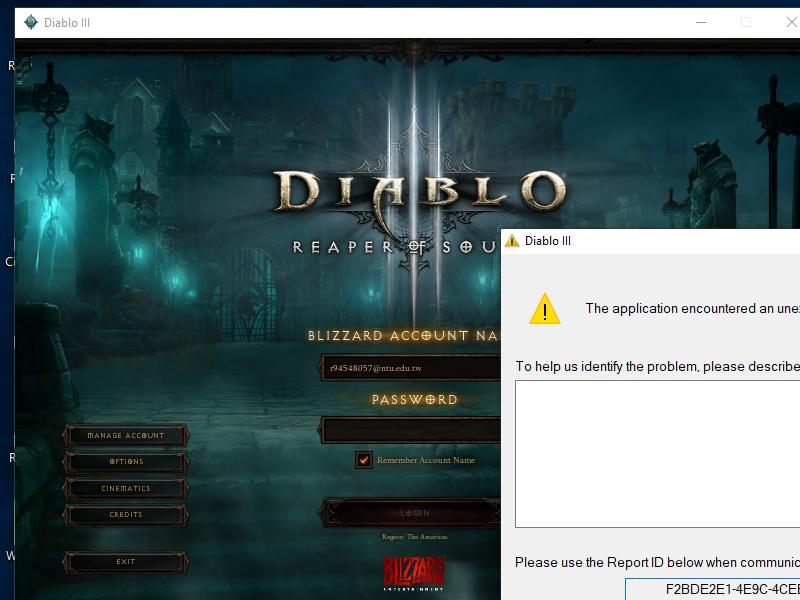 Diablo III
R
R
Ci
R
W
DIABLO
REAPER OF SOU
BLIZZARD ACCOUNT NA
r94548057@ntu.edu.tw
PASSWORD
Remember Account Name
LOGIN
Region: The Americas
BLIZZARD
ENTERTAINMENT
MANAGE ACCOUNT
OPTIONS
CINEMATICS
CREDITS
EXIT
Diablo III
The application encountered an une
To help us identify the problem, please describe
Please use the Report ID below when communic
F2BDE2E1-4E9C-4CE